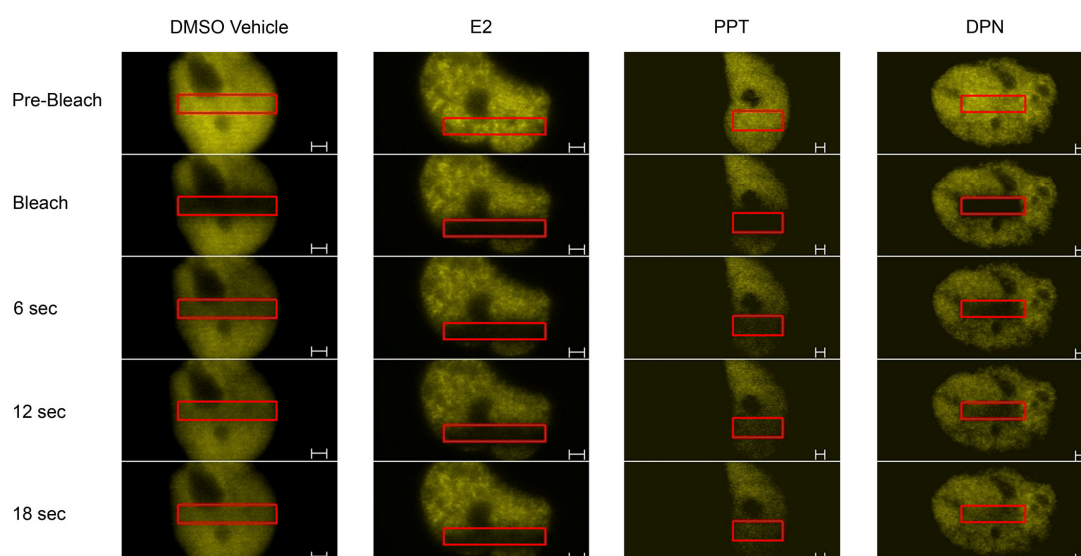 DMSO Vehicle E2 PPT DPN
Pre-Bleach
Bleach
6 sec
12 sec
18 sec